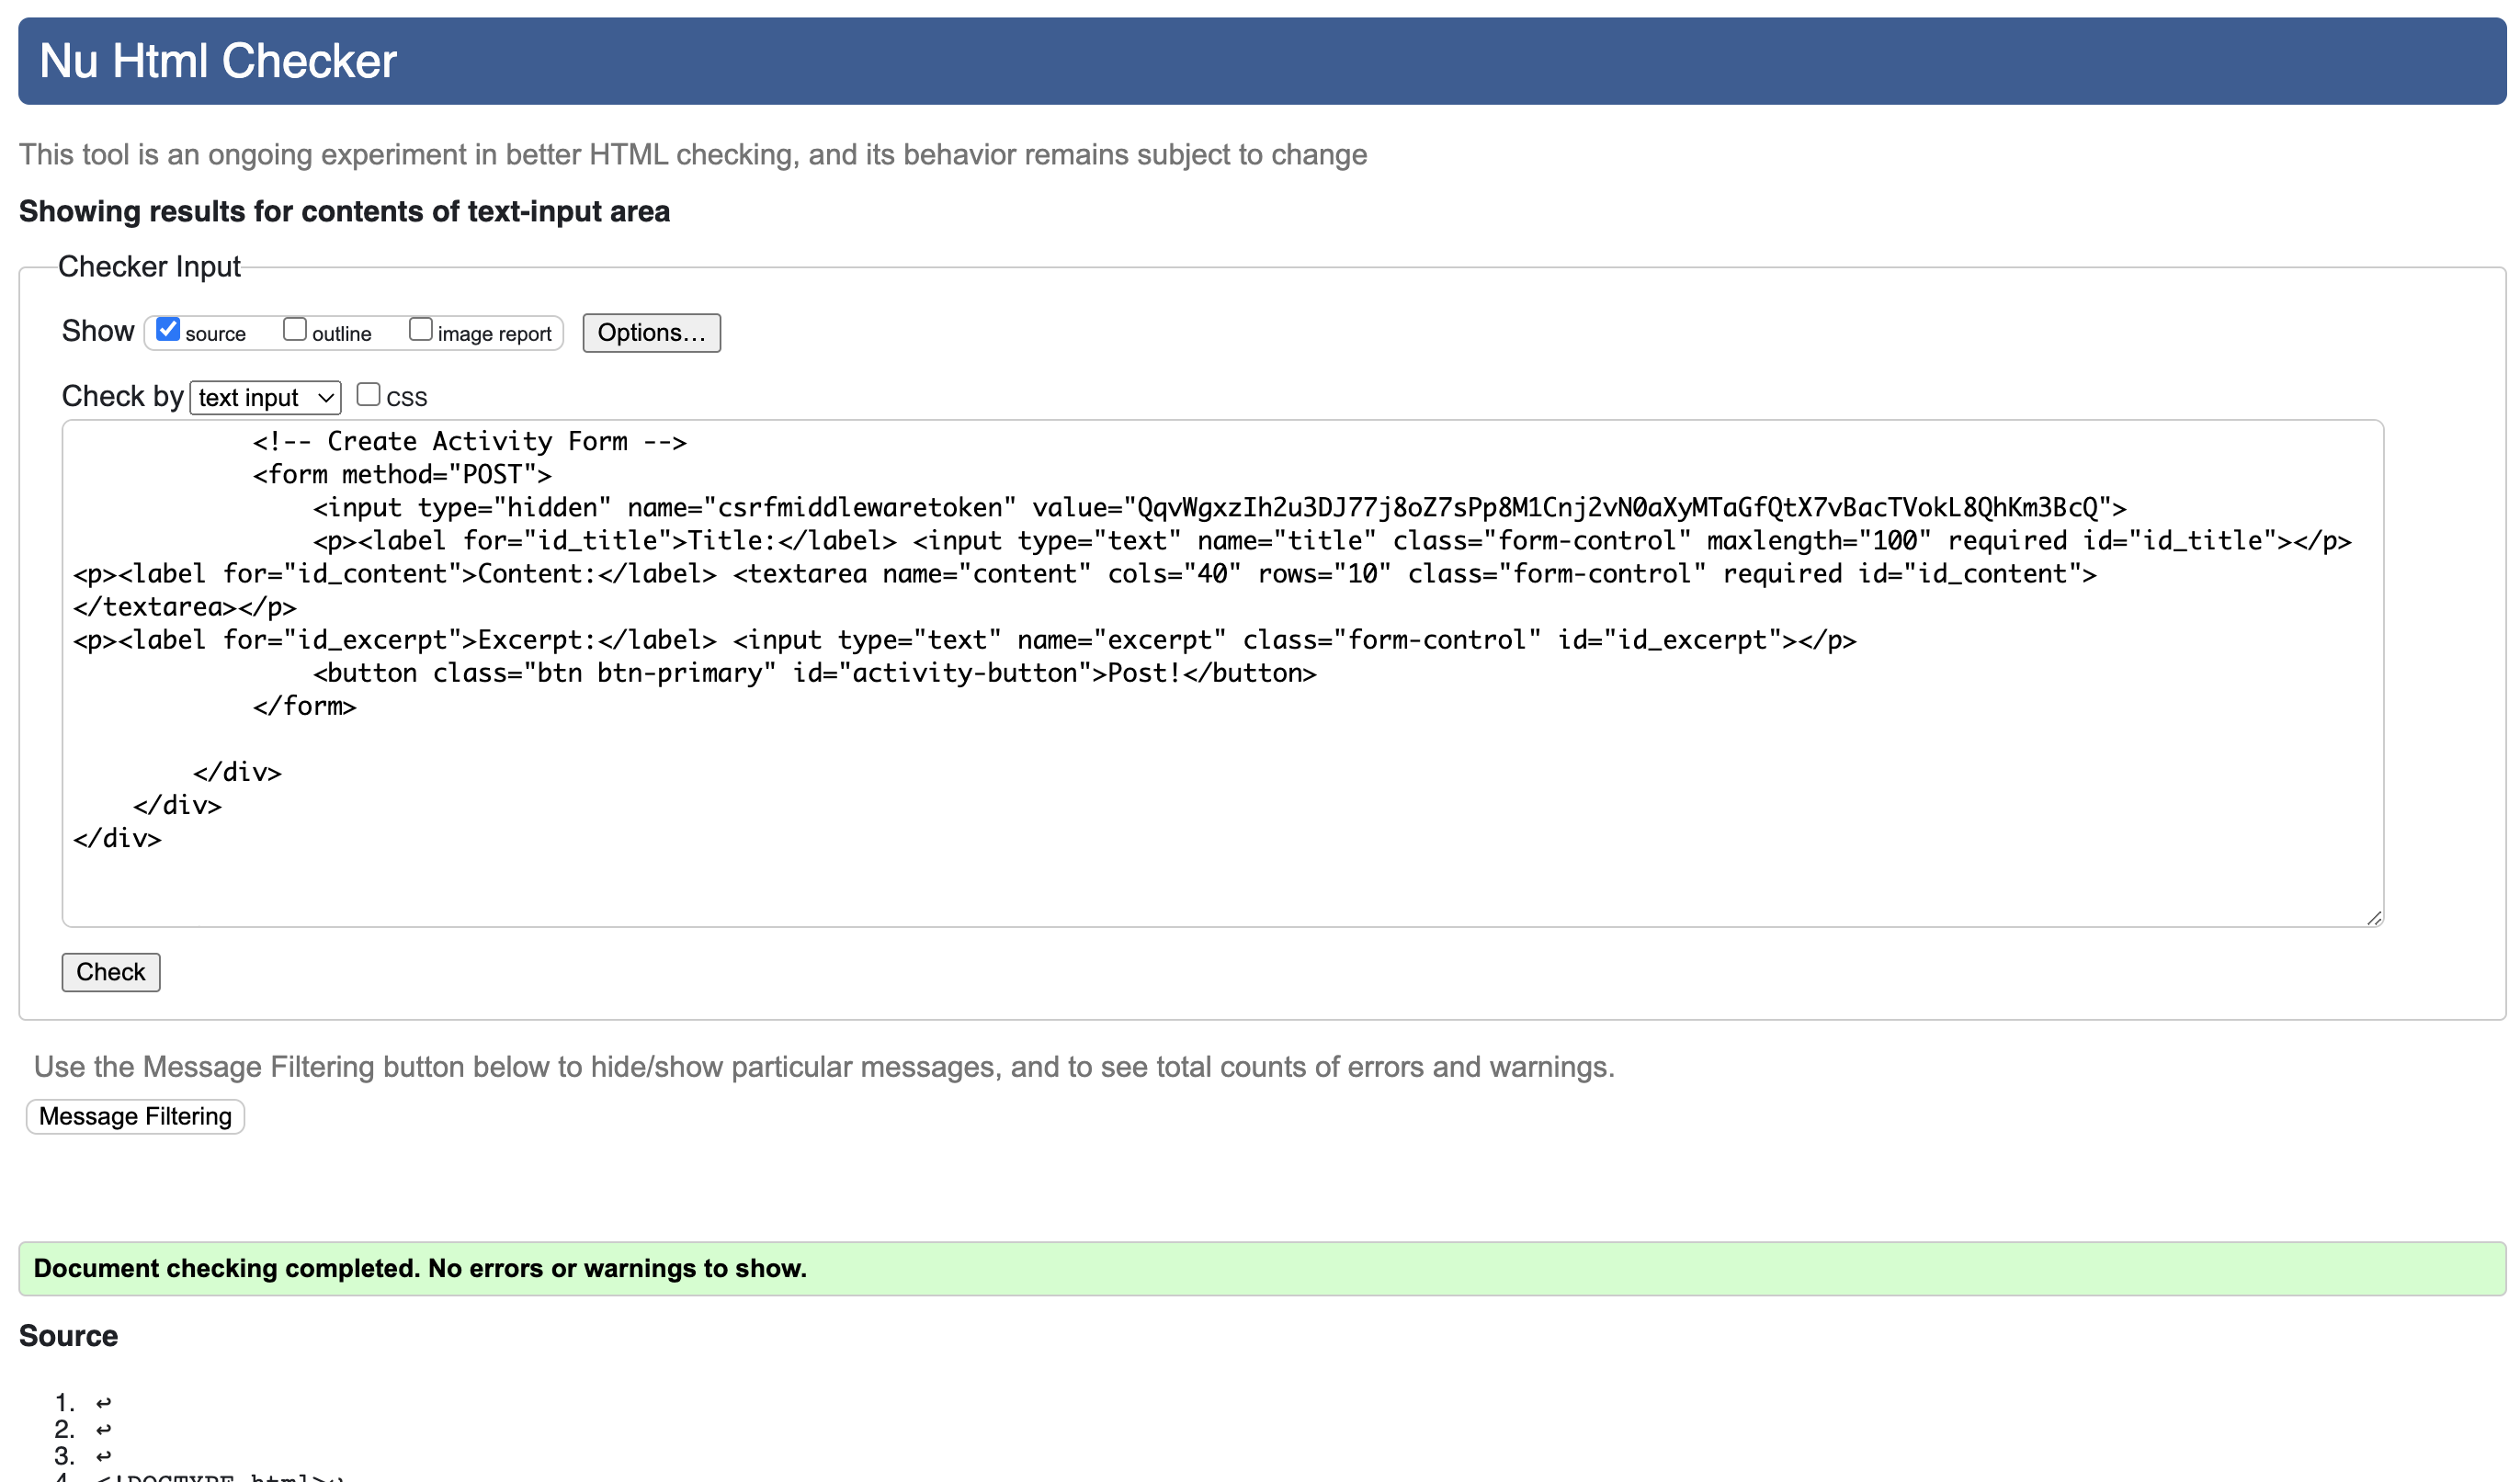 Nu Html Checker
This tool is an ongoing experiment in better HTML checking, and its behavior remains subject to change
Showing results for contents of text-input area
Checker Input
Show source outline image report Options...
Check by text input CSS
<!-- Create Activity Form -->
<form method="POST">
<input type="hidden" name="csrfmiddlewaretoken" value="QqvWgxzIh2u3DJ77j8oZ7sPp8M1Cnj2vN0aXyMTaGfQtX7vBacTVokL8QhKm3BcQ">
<p><label for="id_title">Title:</label> <input type="text" name="title" class="form-control" maxlength="100" required id="id_title"></p>
<p><label for="id_content">Content:</label> <textarea name="content" cols="40" rows="10" class="form-control" required id="id_content">
</textarea></p>
<p><label for="id_excerpt">Excerpt:</label> <input type="text" name="excerpt" class="form-control" id="id_excerpt"></p>
<button class="btn btn-primary" id="activity-button">Post!</button>
</form>
</div>
</div>
</div>
Check
Use the Message Filtering button below to hide/show particular messages, and to see total counts of errors and warnings.
Message Filtering
Document checking completed. No errors or warnings to show.
Source
1. ↩
2. ↩
3. ↩
4. <!DOCTYPE html>↩